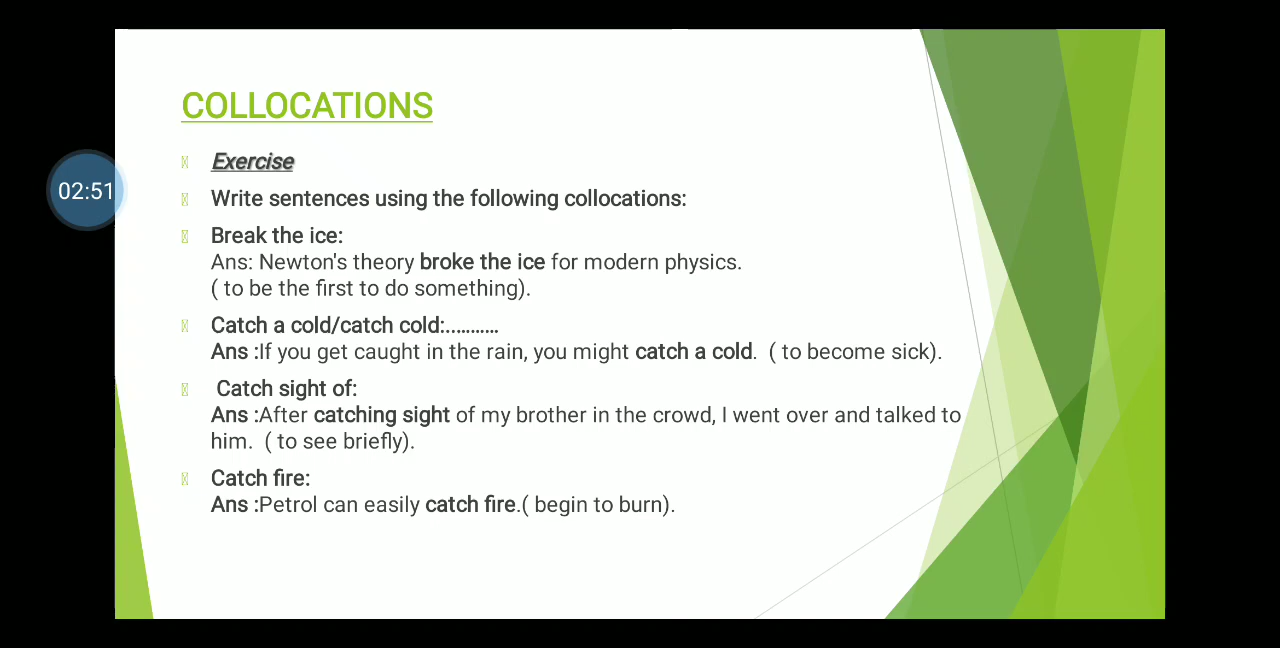 COLLOCATIONS
Exercise
02:51
Write sentences using the following collocations:
Break the ice:
Ans: Newton's theory broke the ice for modern physics.
( to be the first to do something).
Catch a cold/catch cold:...........
Ans :If you get caught in the rain, you might catch a cold.  ( to become sick).
Catch sight of:
Ans :After catching sight of my brother in the crowd, I went over and talked to
him.  ( to see briefly).
Catch fire:
Ans :Petrol can easily catch fire.( begin to burn).